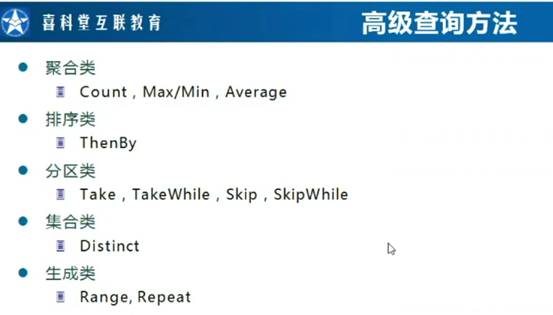 喜科堂互联教育
高级查询方法
聚合类
Count , Max/Min , Average
排序类
ThenBy
分区类
Take , TakeWhile , Skip , SkipWhile
集合类
Distinct
生成类
Range, Repeat